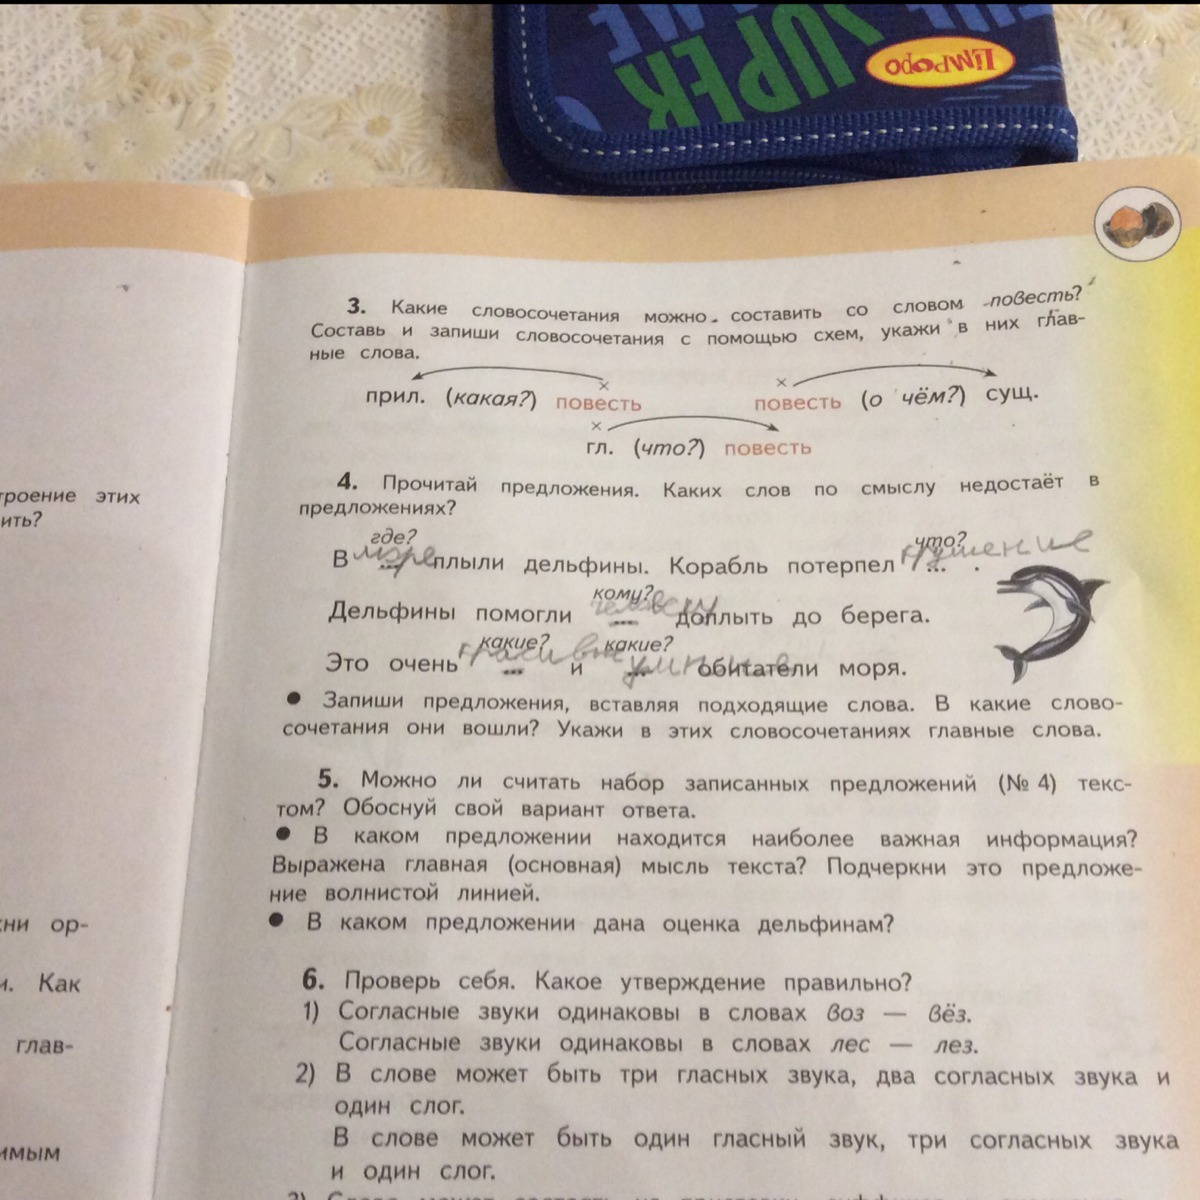 SUPER
LiMPOPO
3. Какие словосочетания можно составить со словом повесть?
Составь и запиши словосочетания с помощью схем, укажи в них глав-
ные слова.
прил. (какая?) повесть повесть (о чём?) сущ.
гл. (что?) повесть
4. Прочитай предложения. Каких слов по смыслу недостаёт в
предложениях?
где? что?
В море ... плыли дельфины. Корабль потерпел крушение ... .
кому?
Дельфины помогли человеку ... доплыть до берега.
какие? какие?
Это очень красивые ... и умные ... обитатели моря.
● Запиши предложения, вставляя подходящие слова. В какие слово-
сочетания они вошли? Укажи в этих словосочетаниях главные слова.
5. Можно ли считать набор записанных предложений (№ 4) текс-
том? Обоснуй свой вариант ответа.
● В каком предложении находится наиболее важная информация?
Выражена главная (основная) мысль текста? Подчеркни это предложе-
ние волнистой линией.
● В каком предложении дана оценка дельфинам?
6. Проверь себя. Какое утверждение правильно?
1) Согласные звуки одинаковы в словах воз — вёз.
Согласные звуки одинаковы в словах лес — лез.
2) В слове может быть три гласных звука, два согласных звука и
один слог.
В слове может быть один гласный звук, три согласных звука
и один слог.
троение этих
ить?
кни ор-
и. Как
глав-
имым